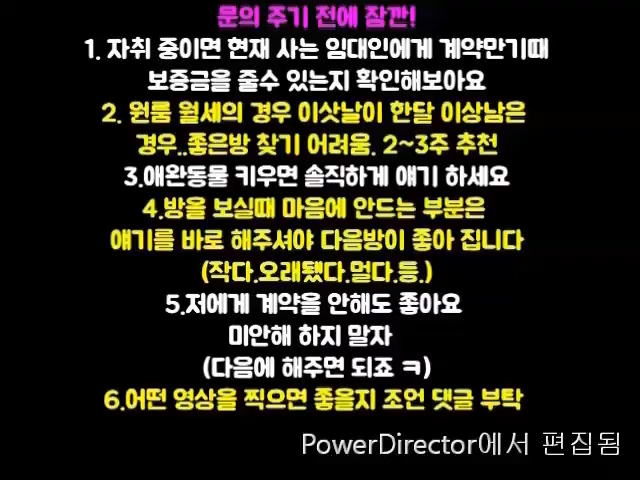 문의 주기 전에 잠깐!
1. 자취 중이면 현재 사는 임대인에게 계약만기때
보증금을 줄수 있는지 확인해보아요
2. 원룸 월세의 경우 이삿날이 한달 이상남은
경우..좋은방 찾기 어려움. 2~3주 추천
3.애완동물 키우면 솔직하게 얘기 하세요
4.방을 보실때 마음에 안드는 부분은
얘기를 바로 해주셔야 다음방이 좋아 집니다
(작다.오래됐다.멀다.등.)
5.저에게 계약을 안해도 좋아요
미안해 하지 말자
(다음에 해주면 되죠 ㅋ)
6.어떤 영상을 찍으면 좋을지 조언 댓글 부탁
PowerDirector에서 편집됨